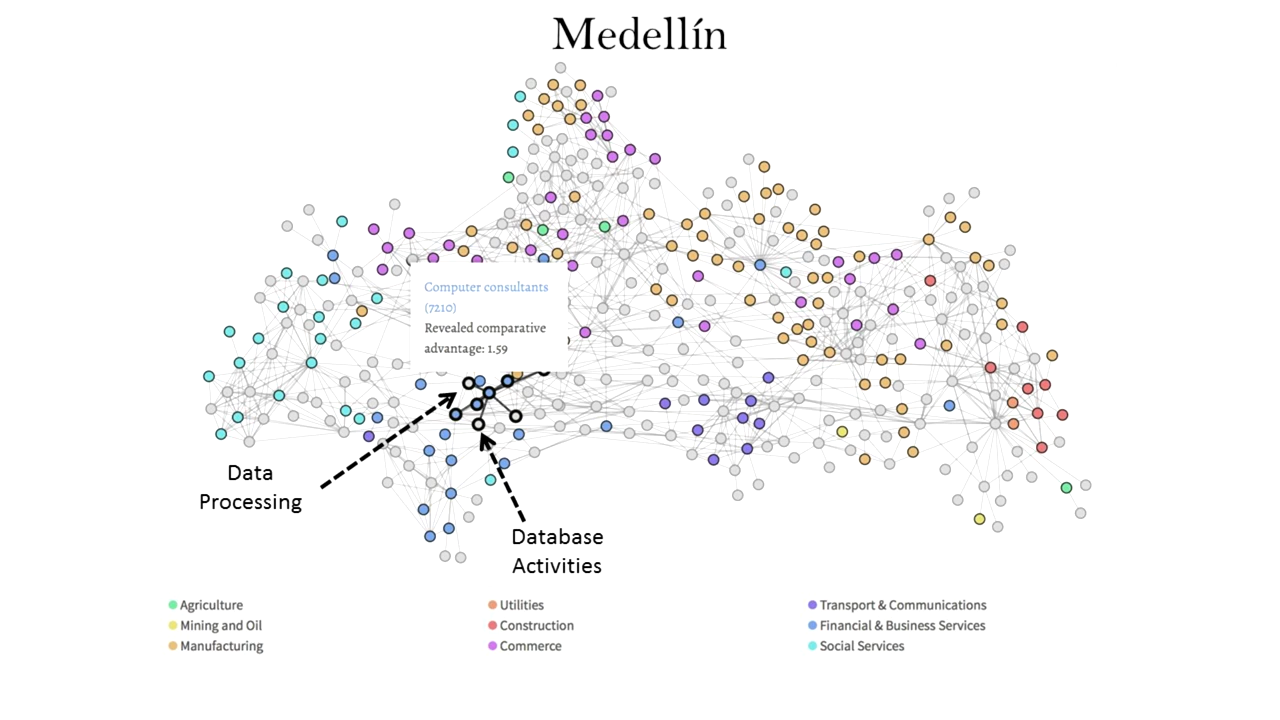 Medellín
Computer consultants
(7210)
Revealed comparative
advantage: 1.59
Data
Processing
Database
Activities
Agriculture
Mining and Oil
Manufacturing
Utilities
Construction
Commerce
Transport & Communications
Financial & Business Services
Social Services